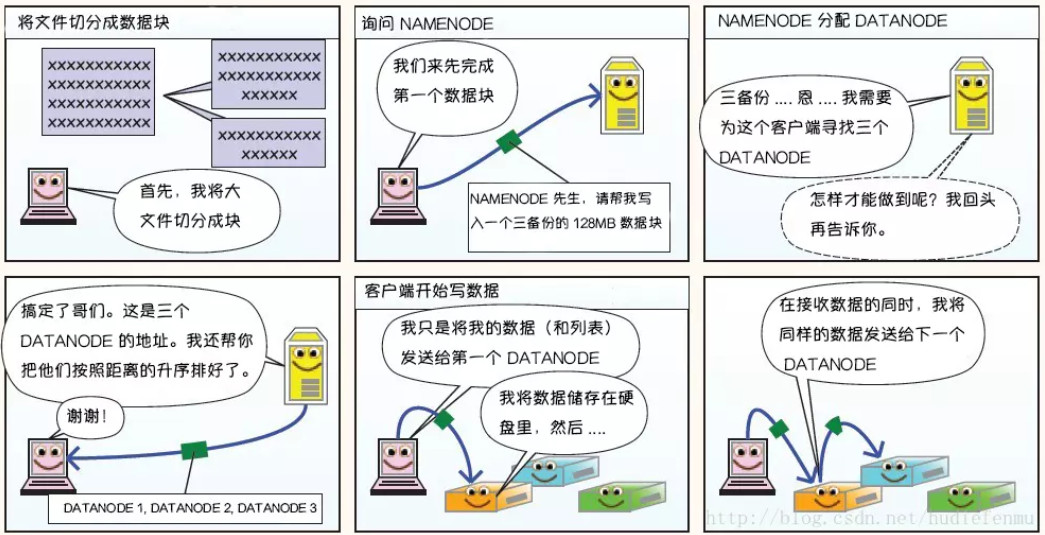 将文件切分成数据块
XXXXXXXXXXX
XXXXXXXXXXX
XXXXXXXXXXX
XXXXXXXXXXX
XXXXXXXXXXX
XXXXXXXXXXX
XXXXXX
XXXXXXXXXXX
XXXXXX
首先，我将大
文件切分成块
询问 NAMENODE
我们来先完成
第一个数据块
NAMENODE 先生，请帮我写
入一个三备份的 128MB 数据块
NAMENODE 分配 DATANODE
三备份 .... 恩 .... 我需要
为这个客户端寻找三个
DATANODE
怎样才能做到呢？我回头
再告诉你。
搞定了哥们。这是三个
DATANODE 的地址。我还帮你
把他们按照距离的升序排好了。
谢谢！
DATANODE 1, DATANODE 2, DATANODE 3
客户端开始写数据
我只是将我的数据（和列表）
发送给第一个 DATANODE
我将数据储存在硬
盘里，然后 ....
在接收数据的同时，我将
同样的数据发送给下一个
DATANODE
http://blog.csdn.net/hudiefenmu